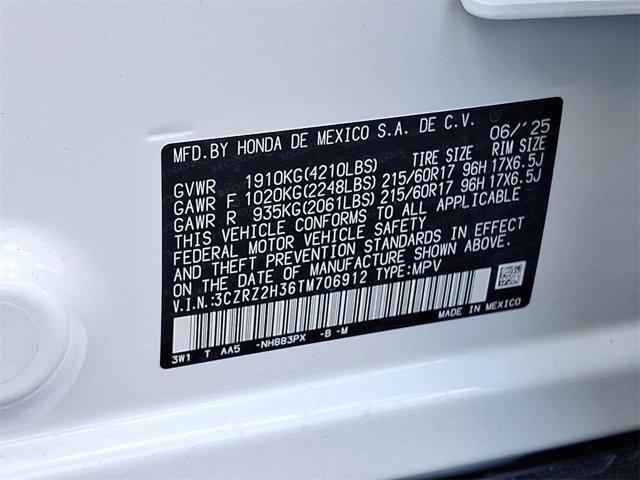 MFD.BY HONDA DE MEXICO S.A. DE C.V. 06/'25
GVWR 1910KG(4210LBS) TIRE SIZE RIM SIZE
GAWR F 1020KG(2248LBS) 215/60R17 96H 17X6.5J
GAWR R 935KG(2061LBS) 215/60R17 96H 17X6.5J
THIS VEHICLE CONFORMS TO ALL APPLICABLE
FEDERAL MOTOR VEHICLE SAFETY
AND THEFT PREVENTION STANDARDS IN EFFECT
ON THE DATE OF MANUFACTURE SHOWN ABOVE.
V.I.N.:3CZRZ2H36TM706912 TYPE:MPV
MADE IN MEXICO
3W1 T AA5 -NH883PX -B -M